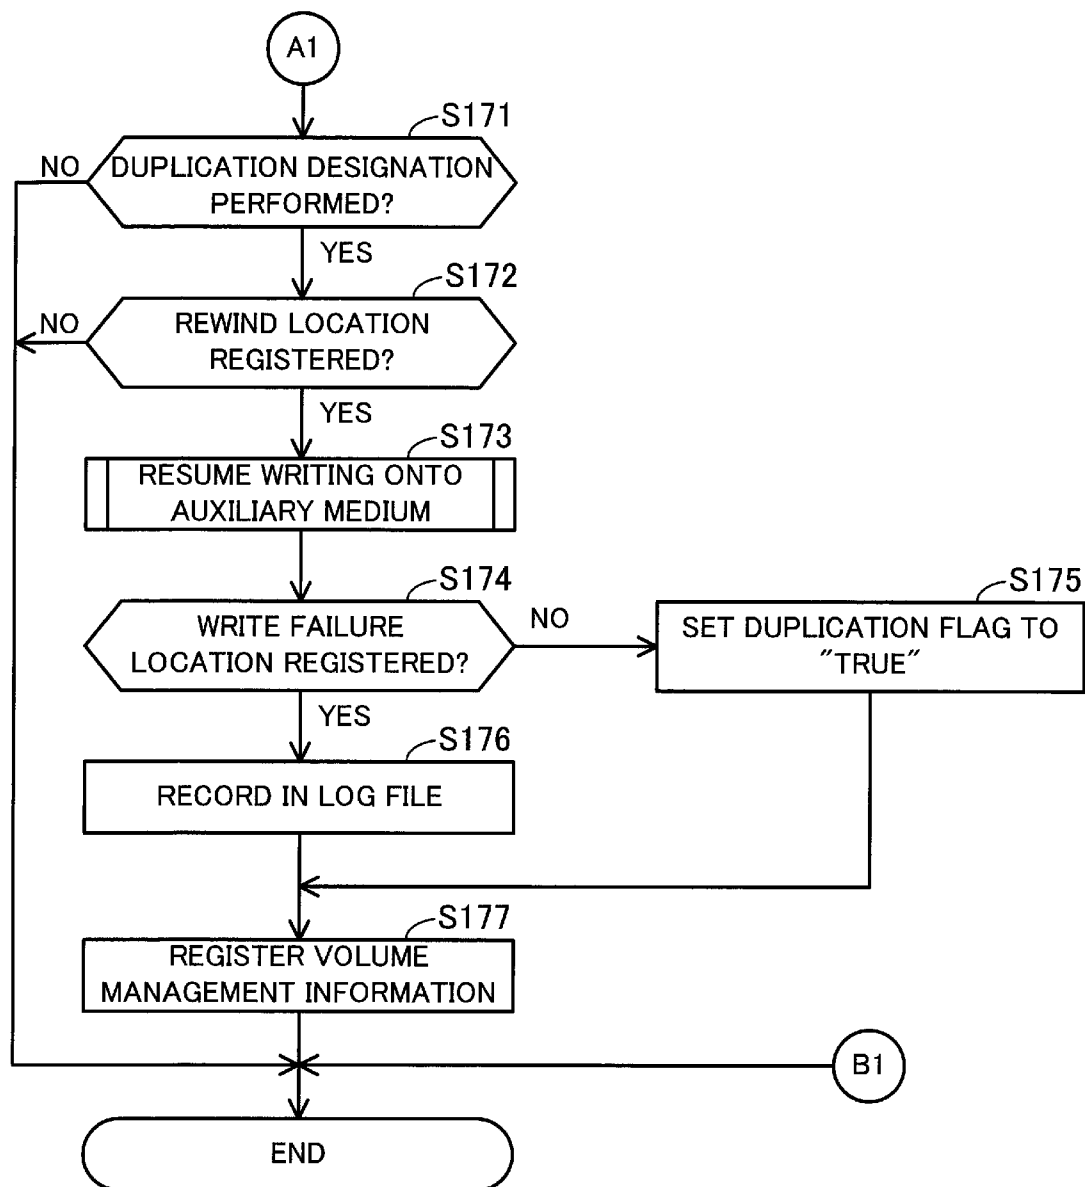 A1
S171
NO
DUPLICATION DESIGNATION
PERFORMED?
YES
S172
NO
REWIND LOCATION
REGISTERED?
YES
S173
RESUME WRITING ONTO
AUXILIARY MEDIUM
S174
WRITE FAILURE
LOCATION REGISTERED?
NO
S175
SET DUPLICATION FLAG TO
"TRUE"
YES
S176
RECORD IN LOG FILE
S177
REGISTER VOLUME
MANAGEMENT INFORMATION
B1
END